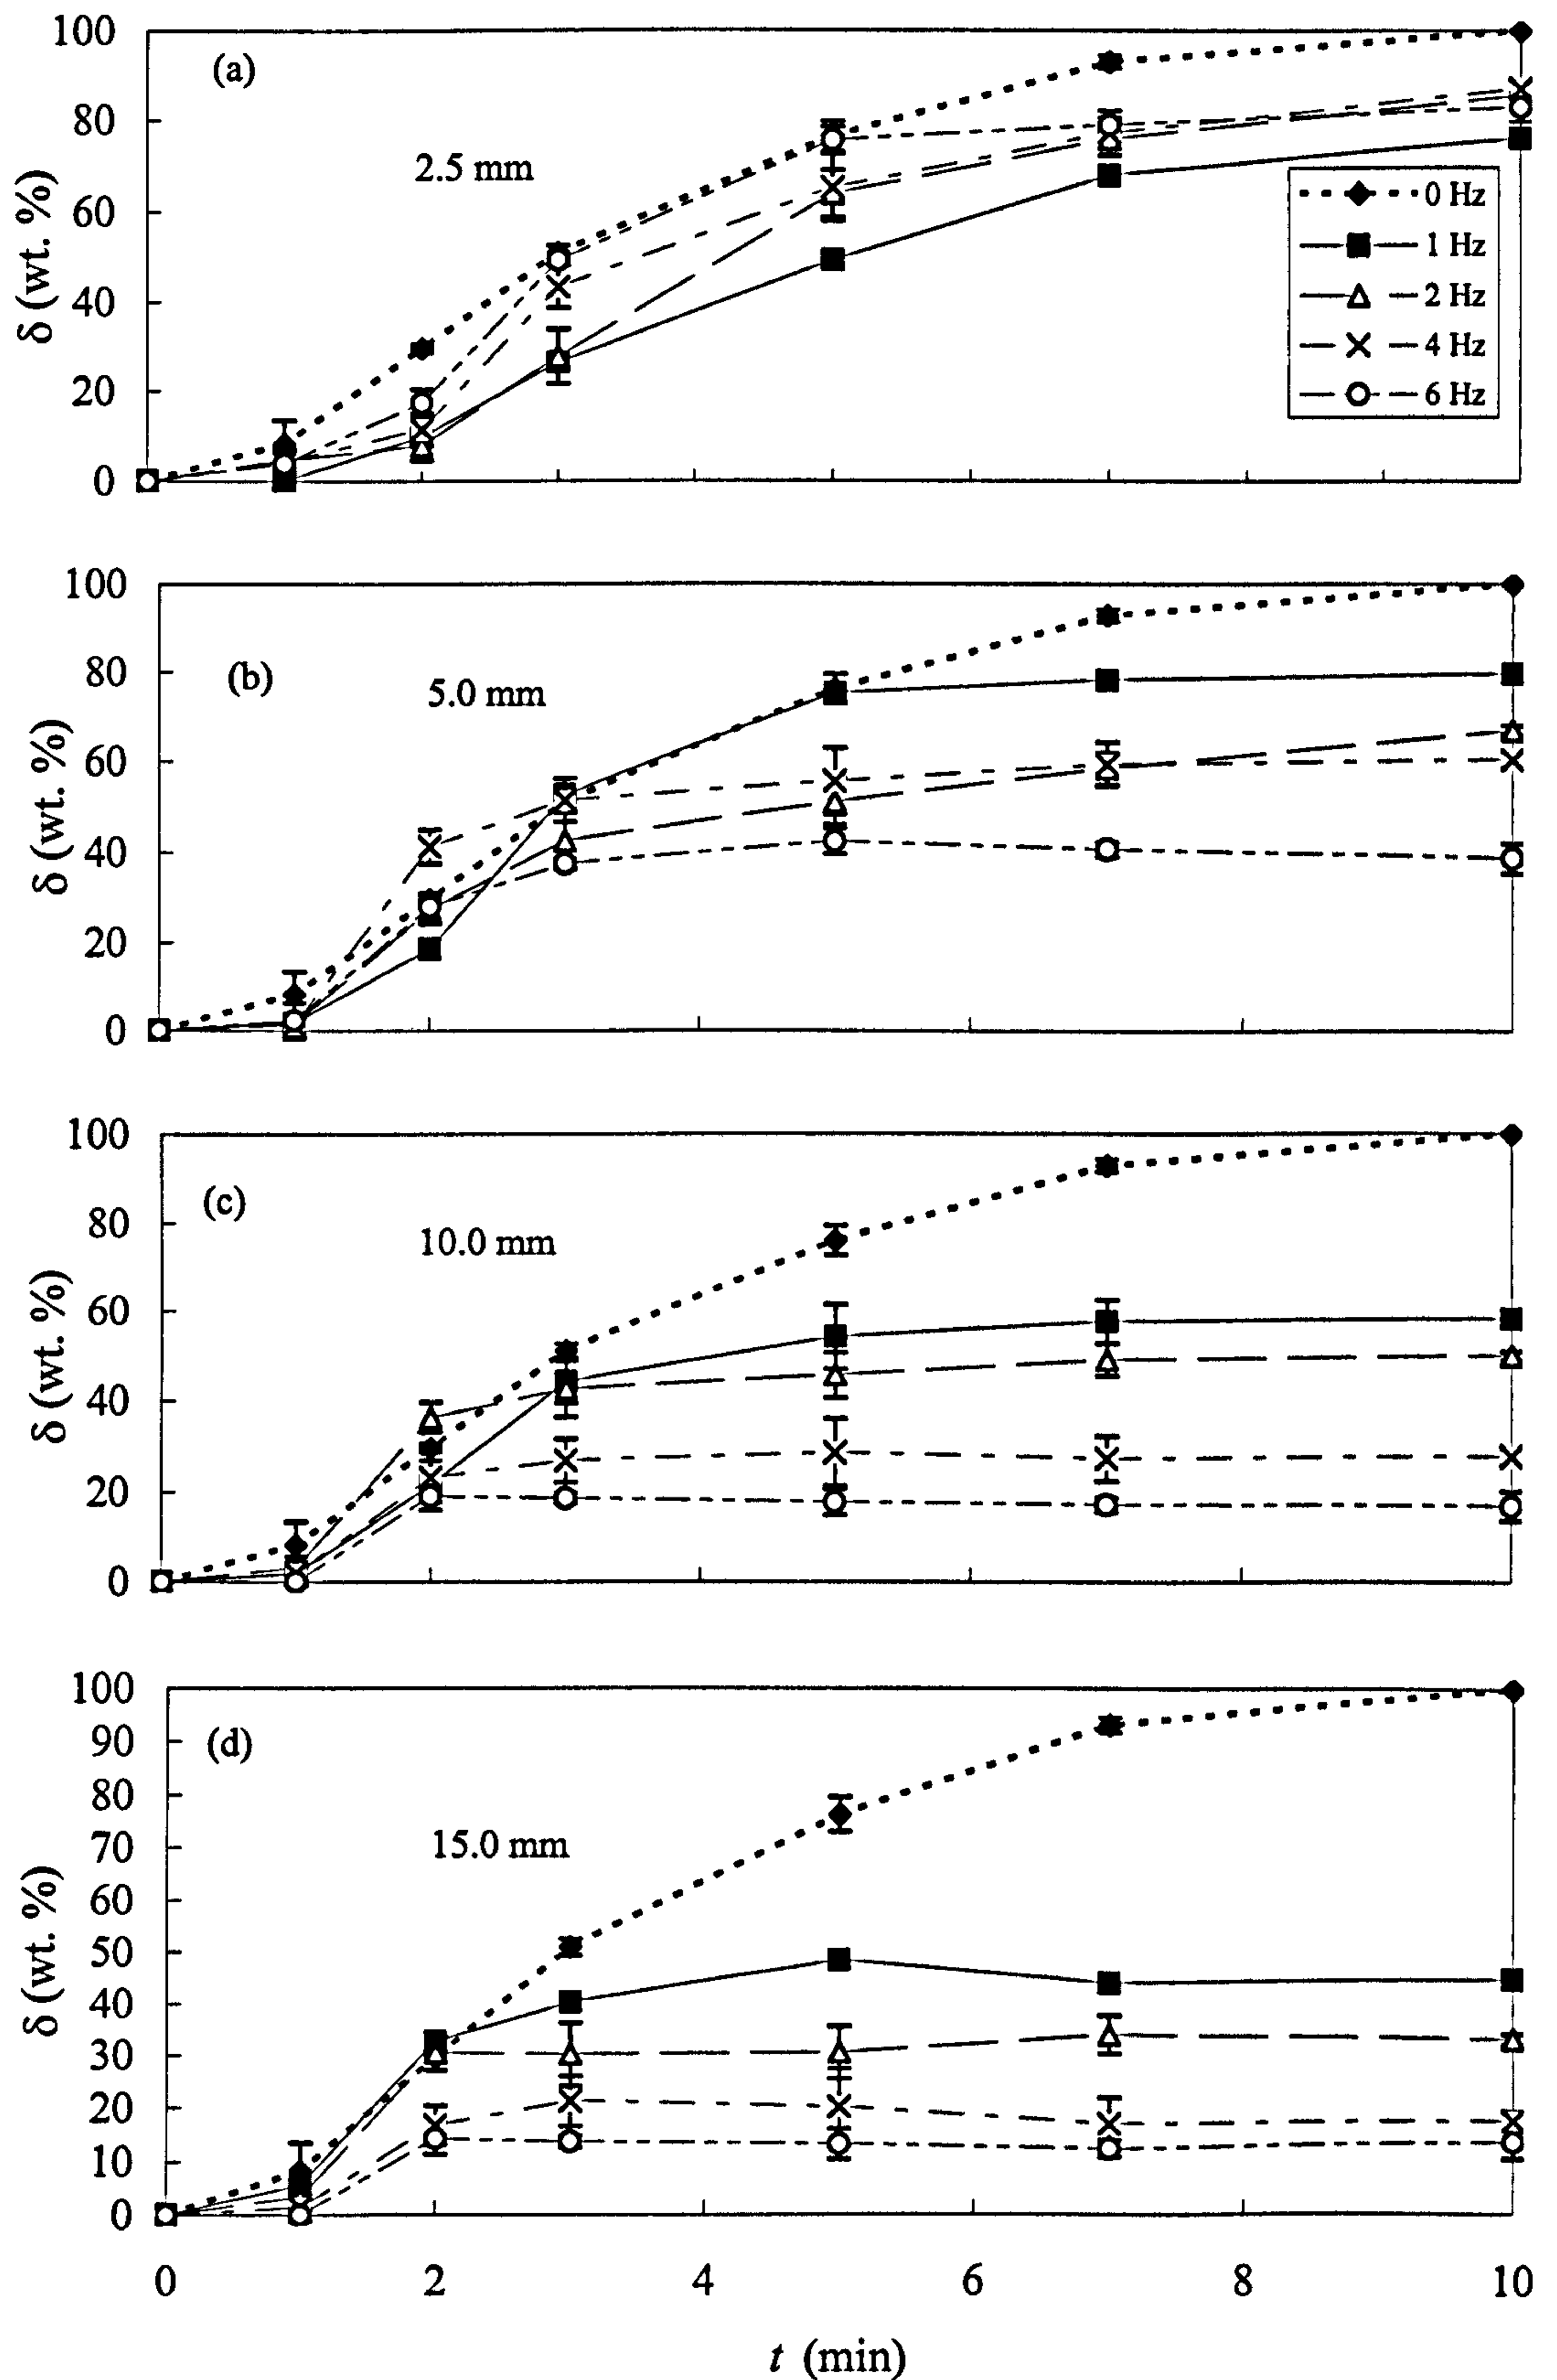 100
80
60
40
20
0
δ (wt. %)
(a)
2.5 mm
0 Hz
1 Hz
2 Hz
4 Hz
6 Hz
100
80
60
40
20
0
δ (wt. %)
(b)
5.0 mm
100
80
60
40
20
0
δ (wt. %)
(c)
10.0 mm
100
90
80
70
60
50
40
30
20
10
0
δ (wt. %)
(d)
15.0 mm
0 2 4 6 8 10
t (min)